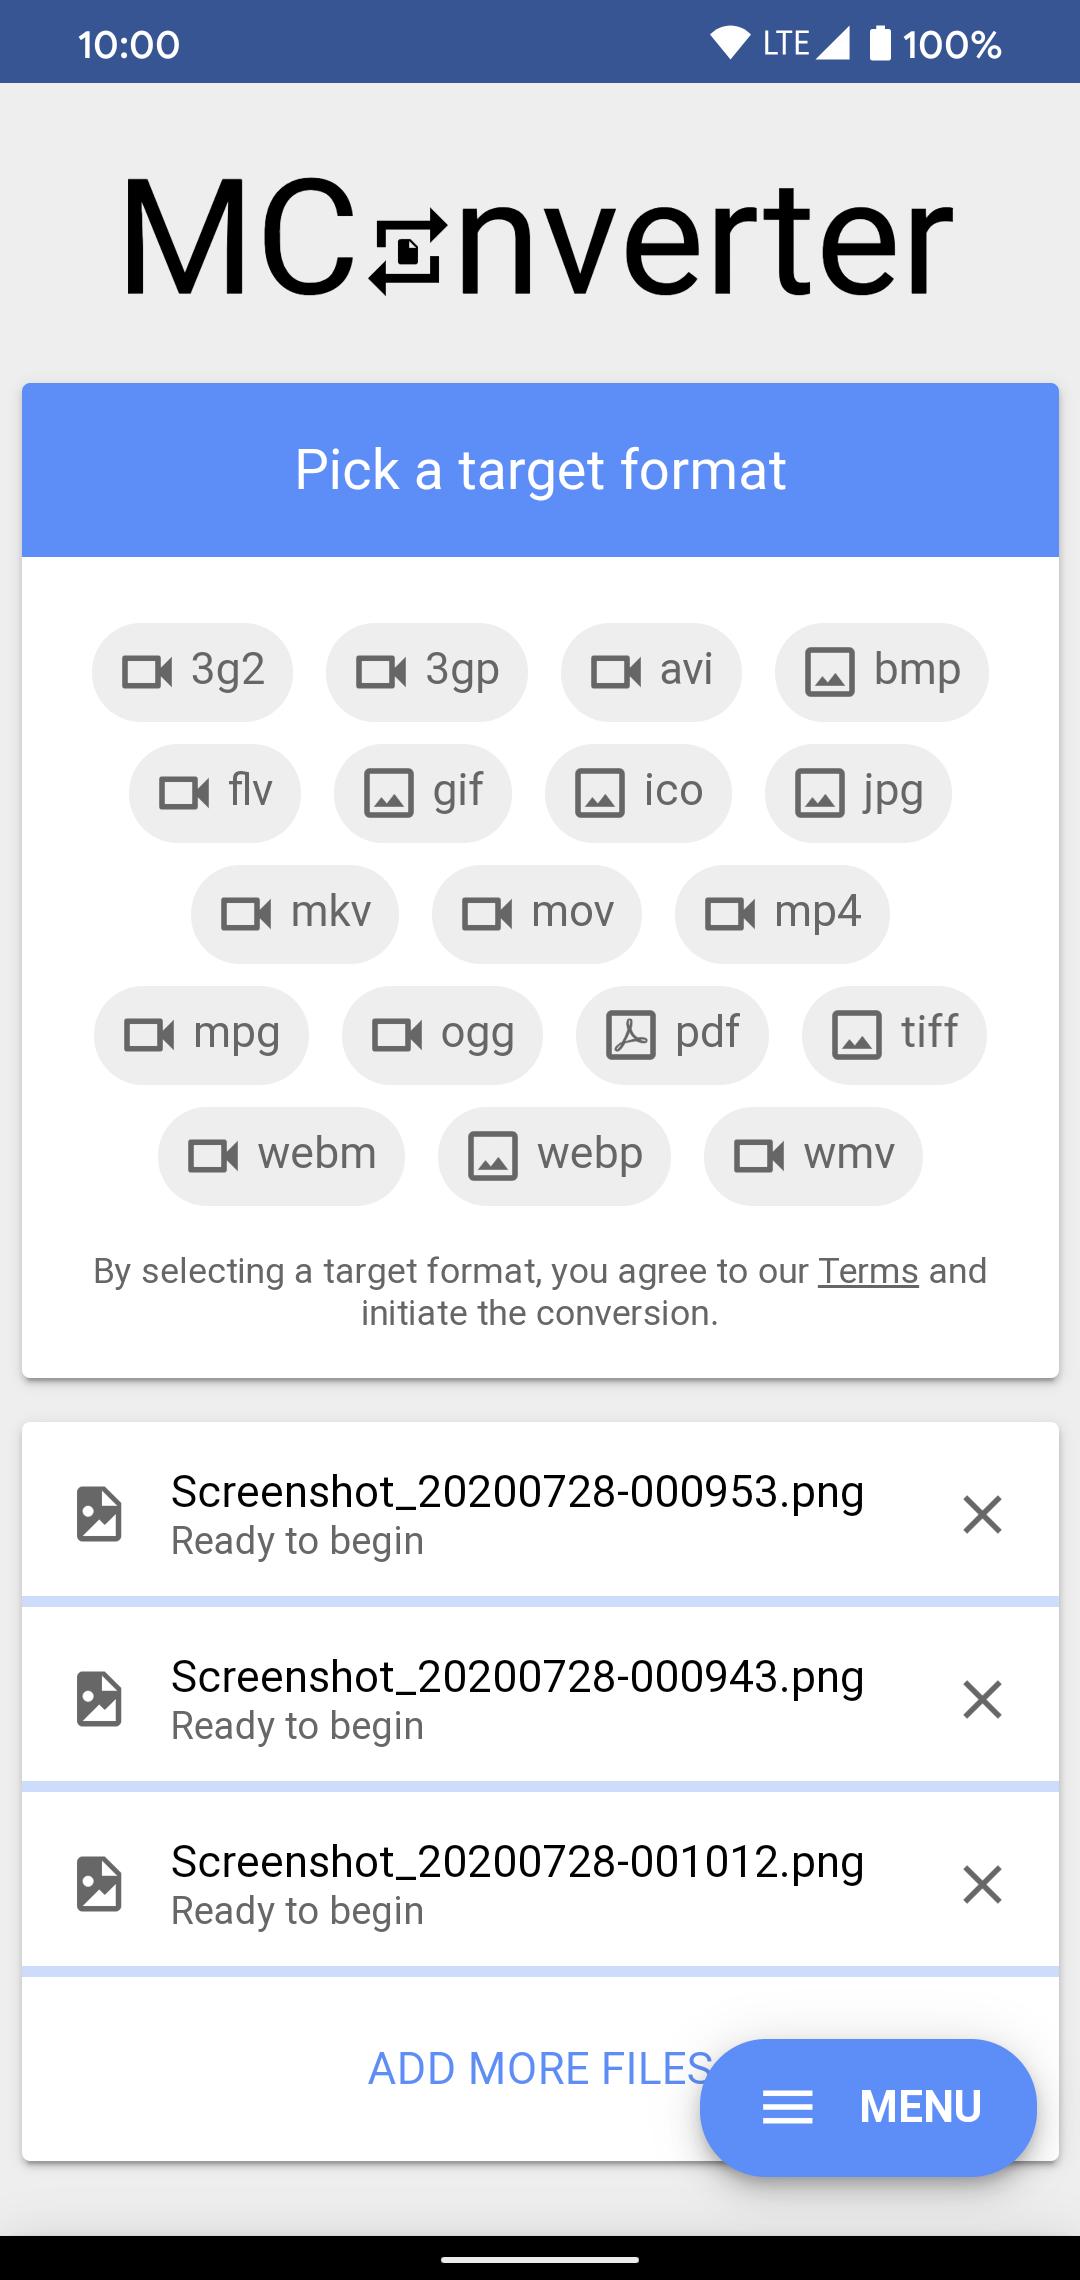 10:00 LTE 100%
MCnverter
Pick a target format
3g2 3gp avi bmp
flv gif ico jpg
mkv mov mp4
mpg ogg pdf tiff
webm webp wmv
By selecting a target format, you agree to our Terms and
initiate the conversion.
Screenshot_20200728-000953.png
Ready to begin
Screenshot_20200728-000943.png
Ready to begin
Screenshot_20200728-001012.png
Ready to begin
ADD MORE FILES
MENU